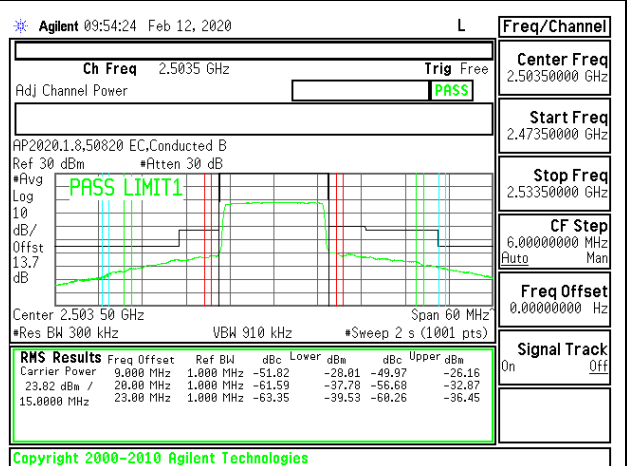 Agilent 09:54:24 Feb 12, 2020 L
Freq/Channel
Ch Freq 2.5035 GHz Trig Free
Adj Channel Power PASS
AP2020.1.8,50820 EC,Conducted B
Ref 30 dBm #Atten 30 dB
#Avg
Log
10
dB/
Offst
13.7
dB
PASS LIMIT1
Center 2.503 50 GHz Span 60 MHz^
#Res BW 300 kHz VBW 910 kHz #Sweep 2 s (1001 pts)
RMS Results Freq Offset Ref BW dBc Lower dBm dBc Upper dBm
Carrier Power 9.000 MHz 1.000 MHz -51.82 -28.01 -49.97 -26.16
23.82 dBm / 20.00 MHz 1.000 MHz -61.59 -37.78 -56.68 -32.87
15.0000 MHz 23.00 MHz 1.000 MHz -63.35 -39.53 -60.26 -36.45
Center Freq
2.50350000 GHz
Start Freq
2.47350000 GHz
Stop Freq
2.53350000 GHz
CF Step
6.00000000 MHz
Auto Man
Freq Offset
0.00000000 Hz
Signal Track
On Off
Copyright 2000-2010 Agilent Technologies